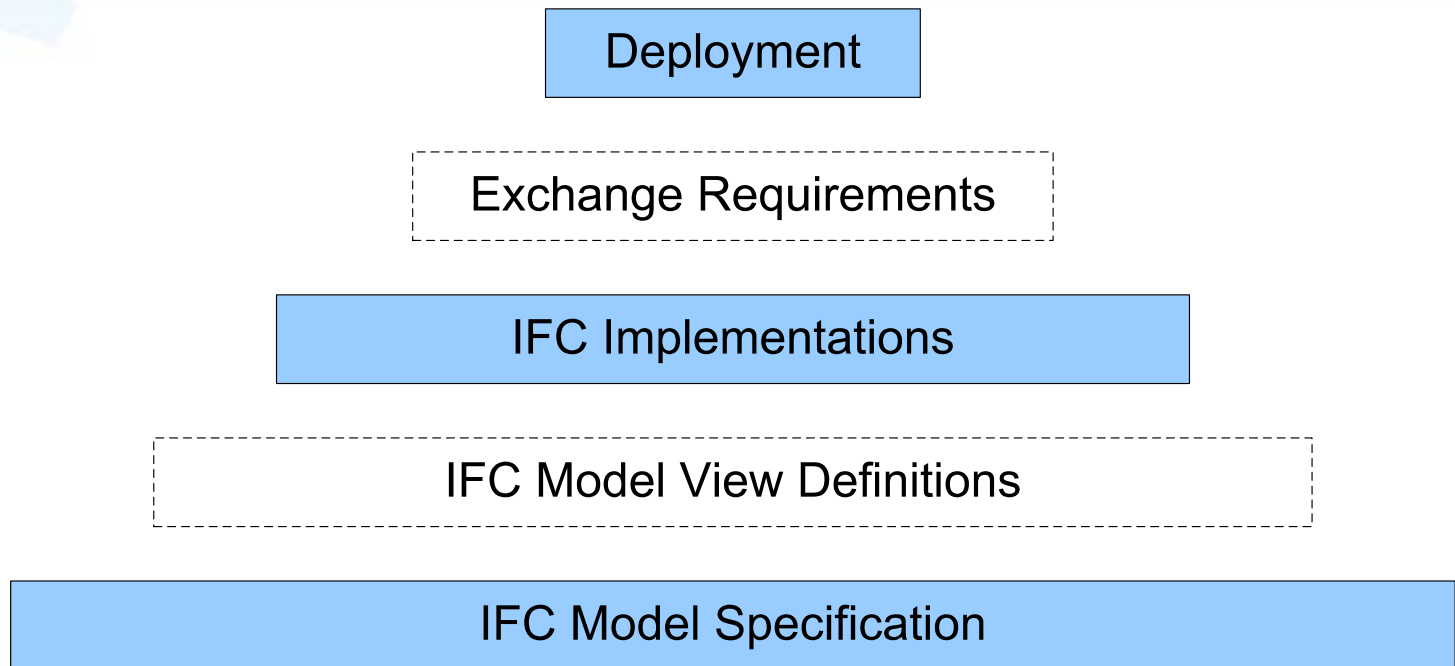 Deployment
Exchange Requirements
IFC Implementations
IFC Model View Definitions
IFC Model Specification